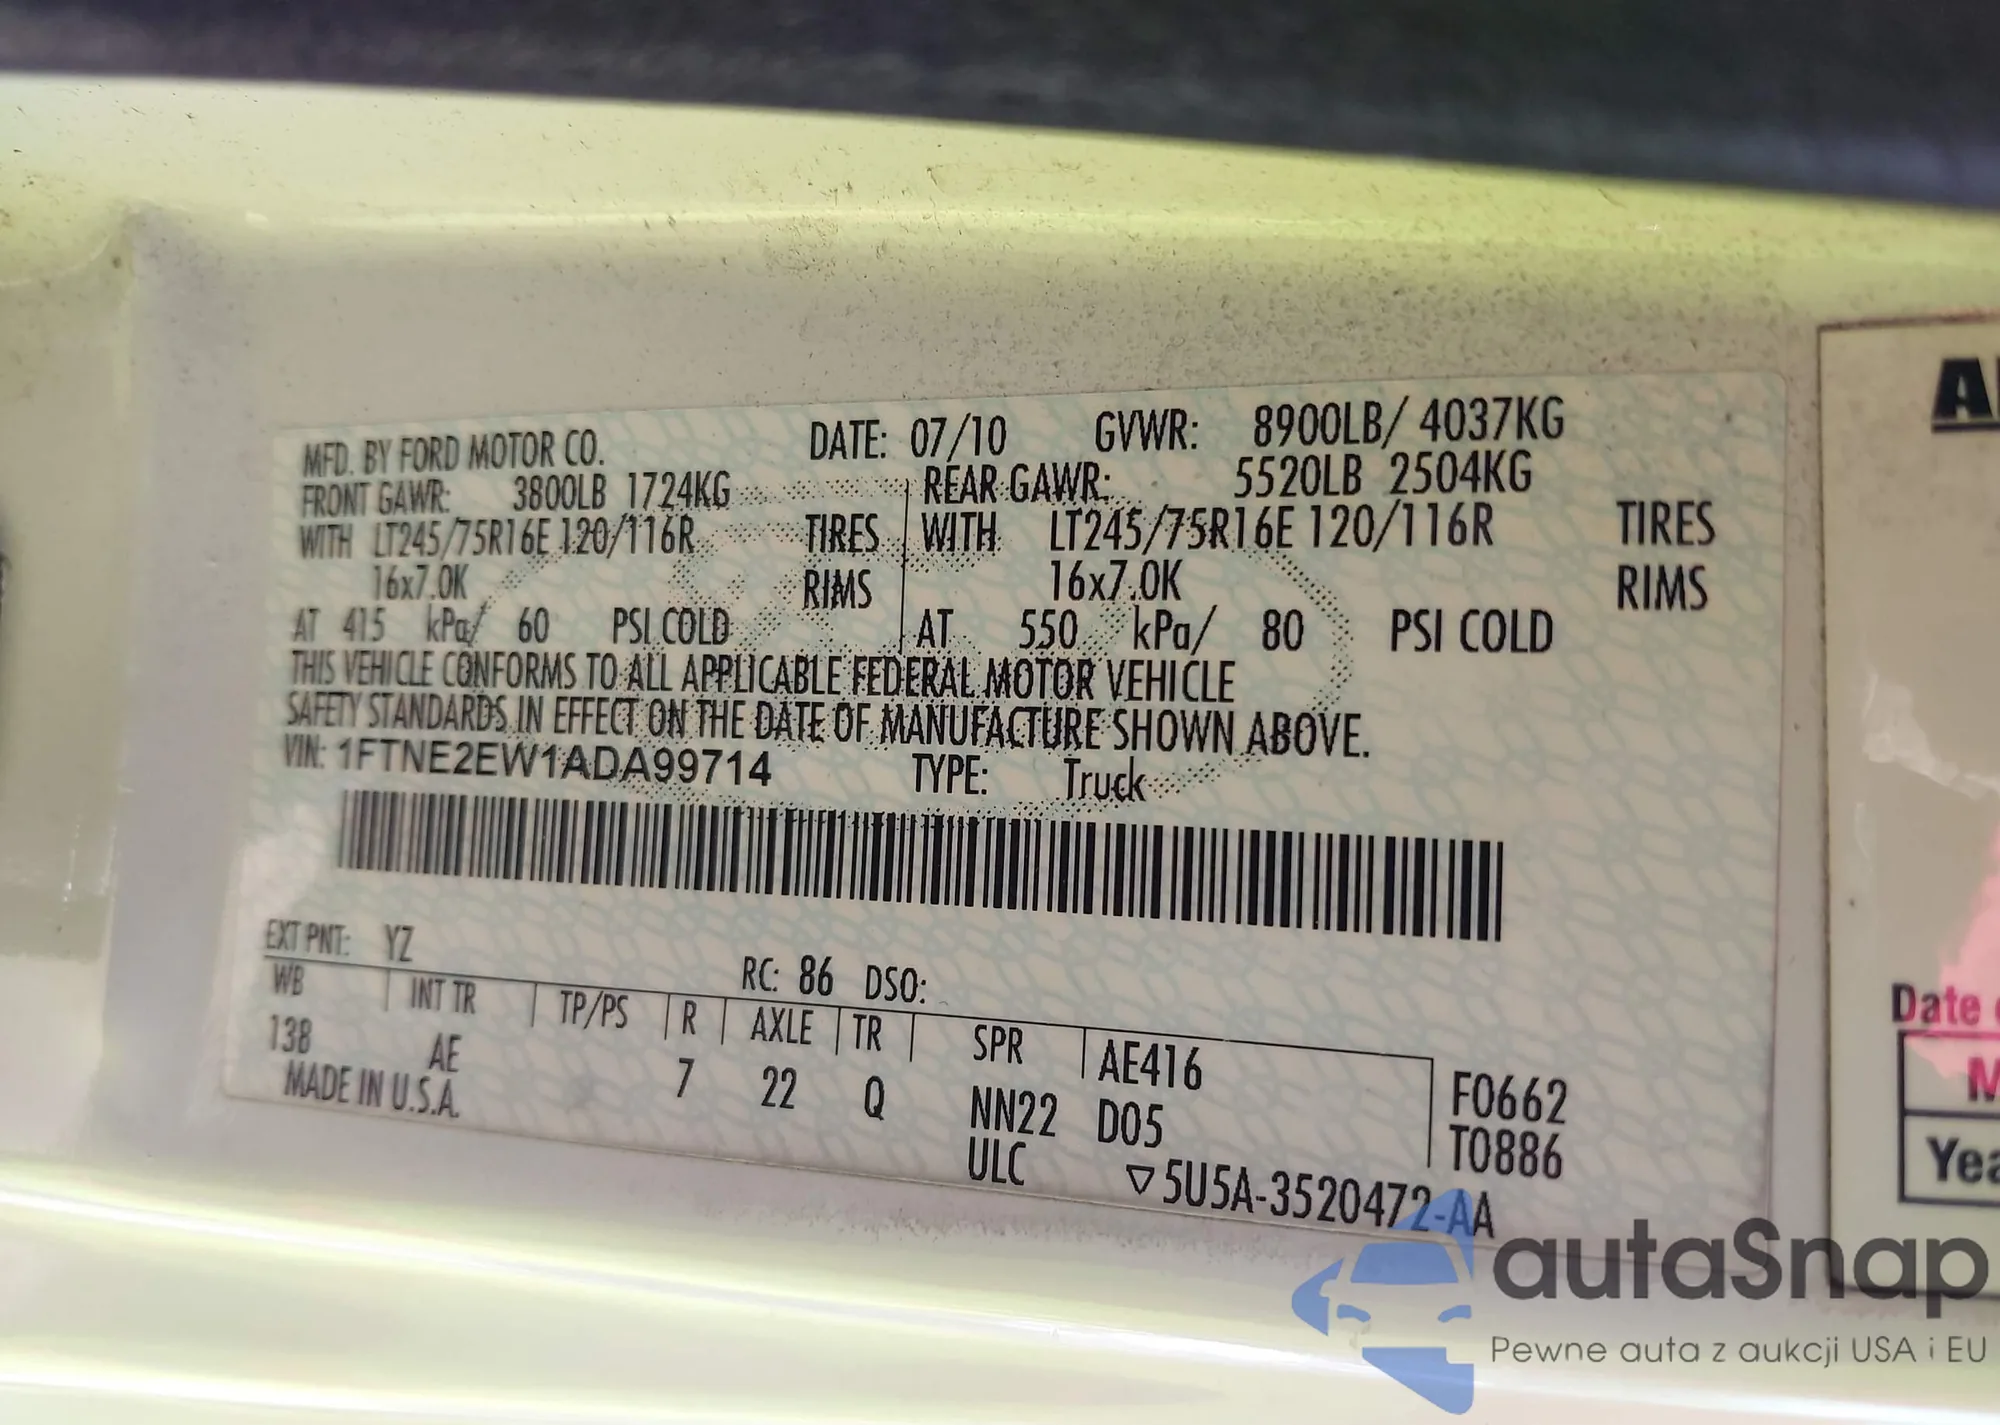 MFD. BY FORD MOTOR CO. DATE: 07/10 GVWR: 8900LB/ 4037KG
FRONT GAWR: 3800LB 1724KG REAR GAWR: 5520LB 2504KG
WITH LT245/75R16E 120/116R TIRES WITH LT245/75R16E 120/116R TIRES
16x7.0K RIMS 16x7.0K RIMS
AT 415 kPa/ 60 PSI COLD AT 550 kPa/ 80 PSI COLD
THIS VEHICLE CONFORMS TO ALL APPLICABLE FEDERAL MOTOR VEHICLE
SAFETY STANDARDS IN EFFECT ON THE DATE OF MANUFACTURE SHOWN ABOVE.
VIN: 1FTNE2EW1ADA99714 TYPE: Truck
EXT PNT: YZ RC: 86 DSO:
WB INT TR TP/PS R AXLE TR SPR AE416 F0662
138 AE 7 22 Q NN22 D05 T0886
MADE IN U.S.A. ULC ▽5U5A-3520472-AA
Date
autaSnap
Pewne auta z aukcji USA i EU